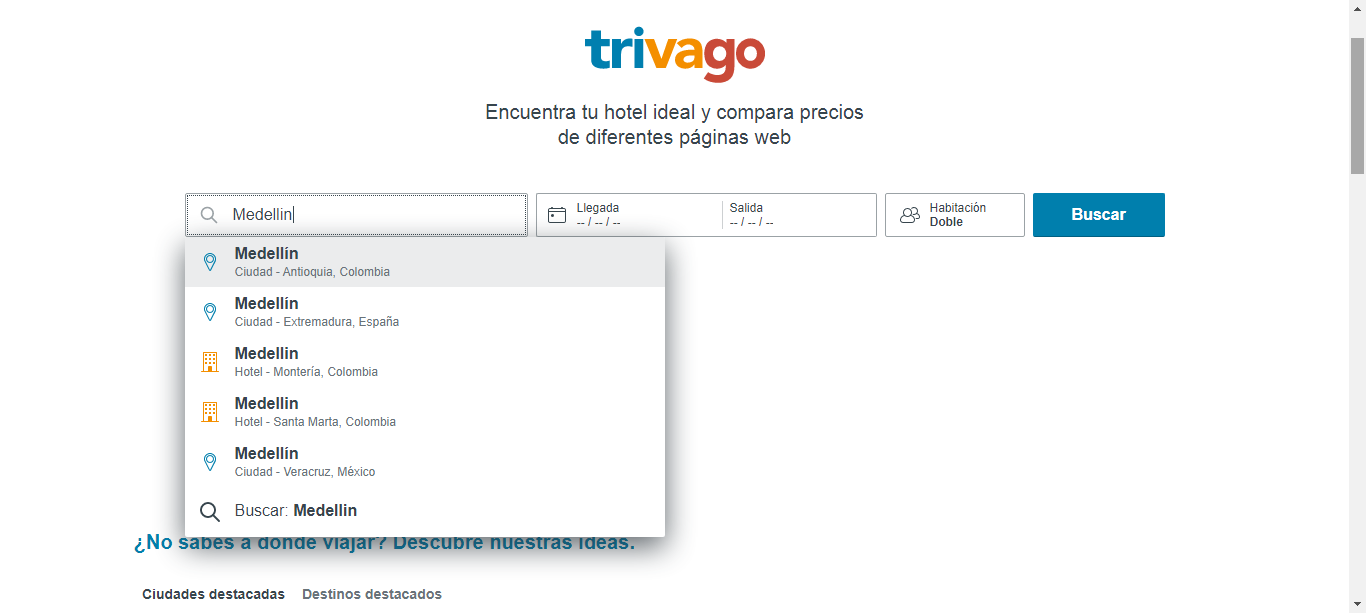 trivago
Encuentra tu hotel ideal y compara precios
de diferentes páginas web
Medellin
Llegada
-- / -- / --
Salida
-- / -- / --
Habitación
Doble
Buscar
Medellín
Ciudad - Antioquia, Colombia
Medellín
Ciudad - Extremadura, España
Medellin
Hotel - Montería, Colombia
Medellin
Hotel - Santa Marta, Colombia
Medellín
Ciudad - Veracruz, México
Buscar: Medellin
¿No sabes a dónde viajar? Descubre nuestras ideas.
Ciudades destacadas
Destinos destacados